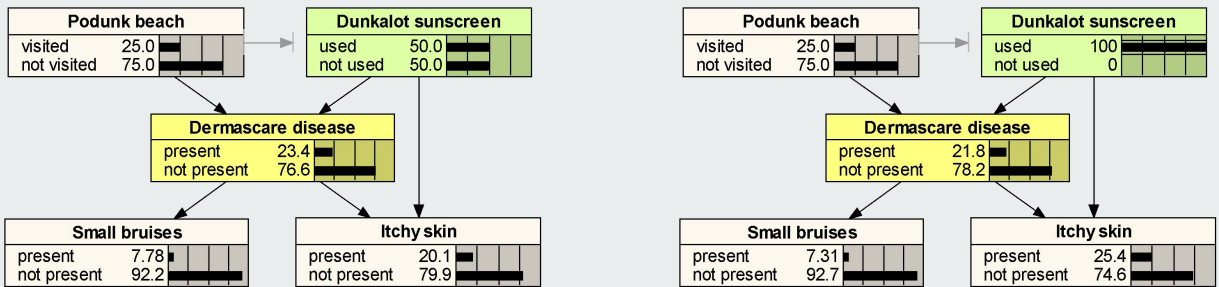 Podunk beach
visited 25.0
not visited 75.0
Dunkalot sunscreen
used 50.0
not used 50.0
Dermascare disease
present 23.4
not present 76.6
Small bruises
present 7.78
not present 92.2
Itchy skin
present 20.1
not present 79.9
Podunk beach
visited 25.0
not visited 75.0
Dunkalot sunscreen
used 100
not used 0
Dermascare disease
present 21.8
not present 78.2
Small bruises
present 7.31
not present 92.7
Itchy skin
present 25.4
not present 74.6